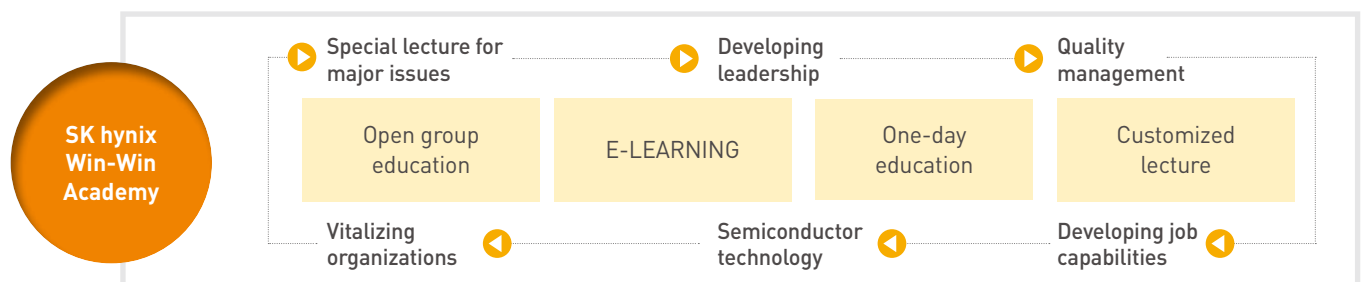 SK hynix
Win-Win
Academy
Special lecture for
major issues
Developing
leadership
Quality
management
Open group
education
E-LEARNING
One-day
education
Customized
lecture
Vitalizing
organizations
Semiconductor
technology
Developing job
capabilities